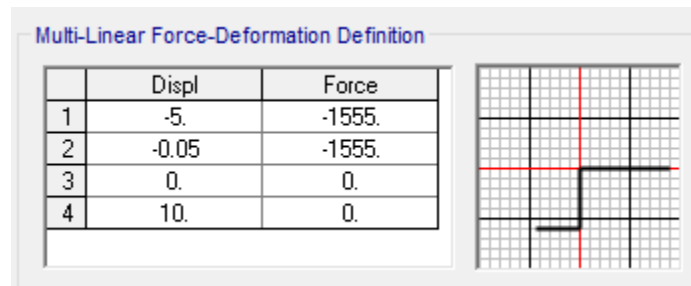 Multi-Linear Force-Deformation Definition
Displ Force
1 -5. -1555.
2 -0.05 -1555.
3 0. 0.
4 10. 0.